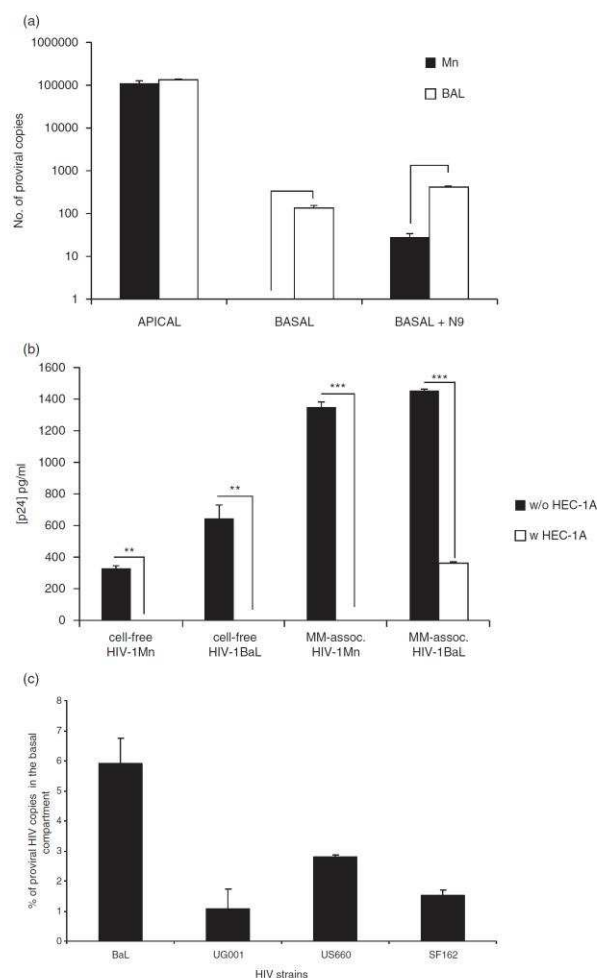 (a)
1000000
100000
10000
1000
100
10
1
No. of proviral copies
Mn
BAL
APICAL BASAL BASAL + N9
(b)
1600
1400
1200
1000
800
600
400
200
0
[p24] pg/ml
** ** *** ***
w/o HEC-1A
w HEC-1A
cell-free cell-free MM-assoc. MM-assoc.
HIV-1Mn HIV-1BaL HIV-1Mn HIV-1BaL
(c)
8
7
6
5
4
3
2
1
0
% of proviral HIV copies in the basal
compartment
BaL UG001 US660 SF162
HIV strains